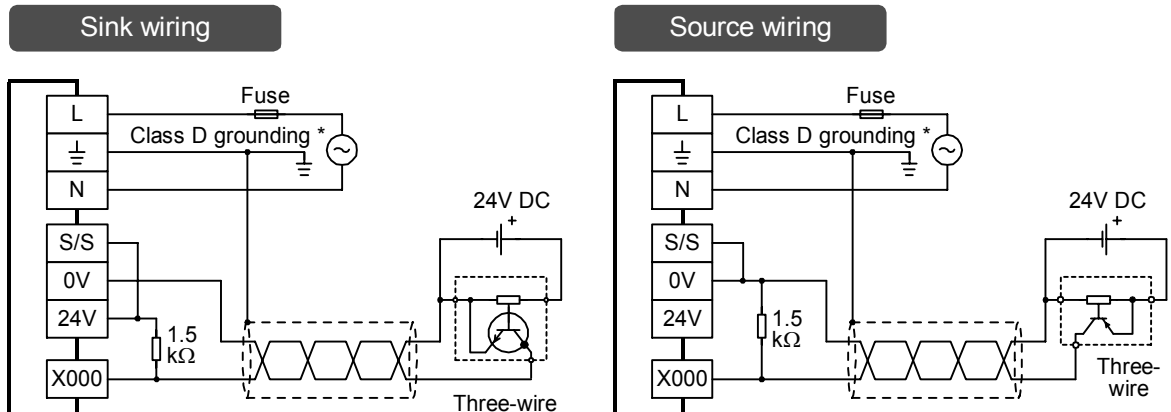 Sink wiring
L
Fuse
Class D grounding *
N
24V DC
+
S/S
0V
24V
1.5
kΩ
X000
Three-wire
Source wiring
L
Fuse
Class D grounding *
N
24V DC
+
S/S
0V
24V
1.5
kΩ
X000
Three-
wire